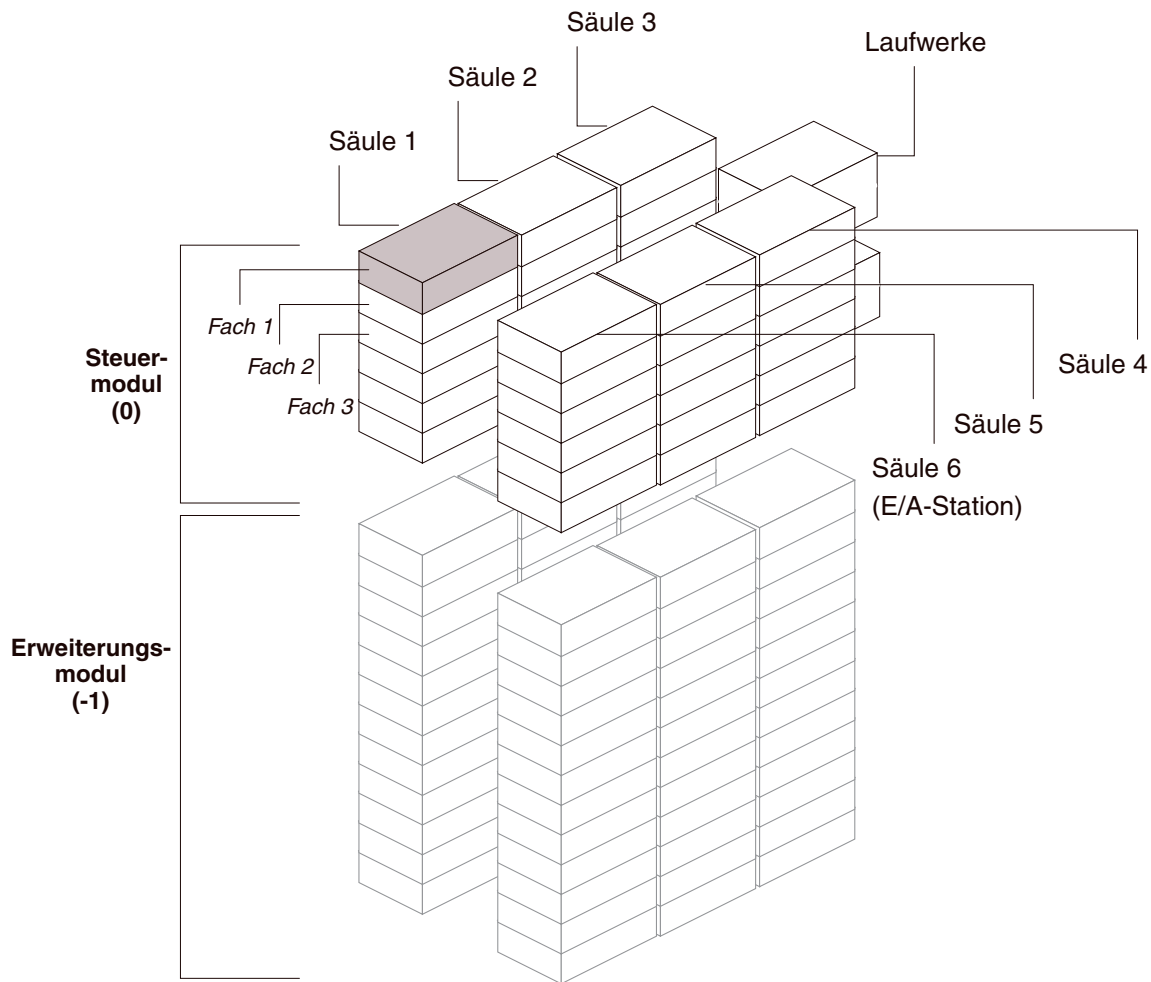 Säule 3
Laufwerke
Säule 2
Säule 1
Fach 1
Fach 2
Fach 3
Steuer-
modul
(0)
Säule 4
Säule 5
Säule 6
(E/A-Station)
Erweiterungs-
modul
(-1)